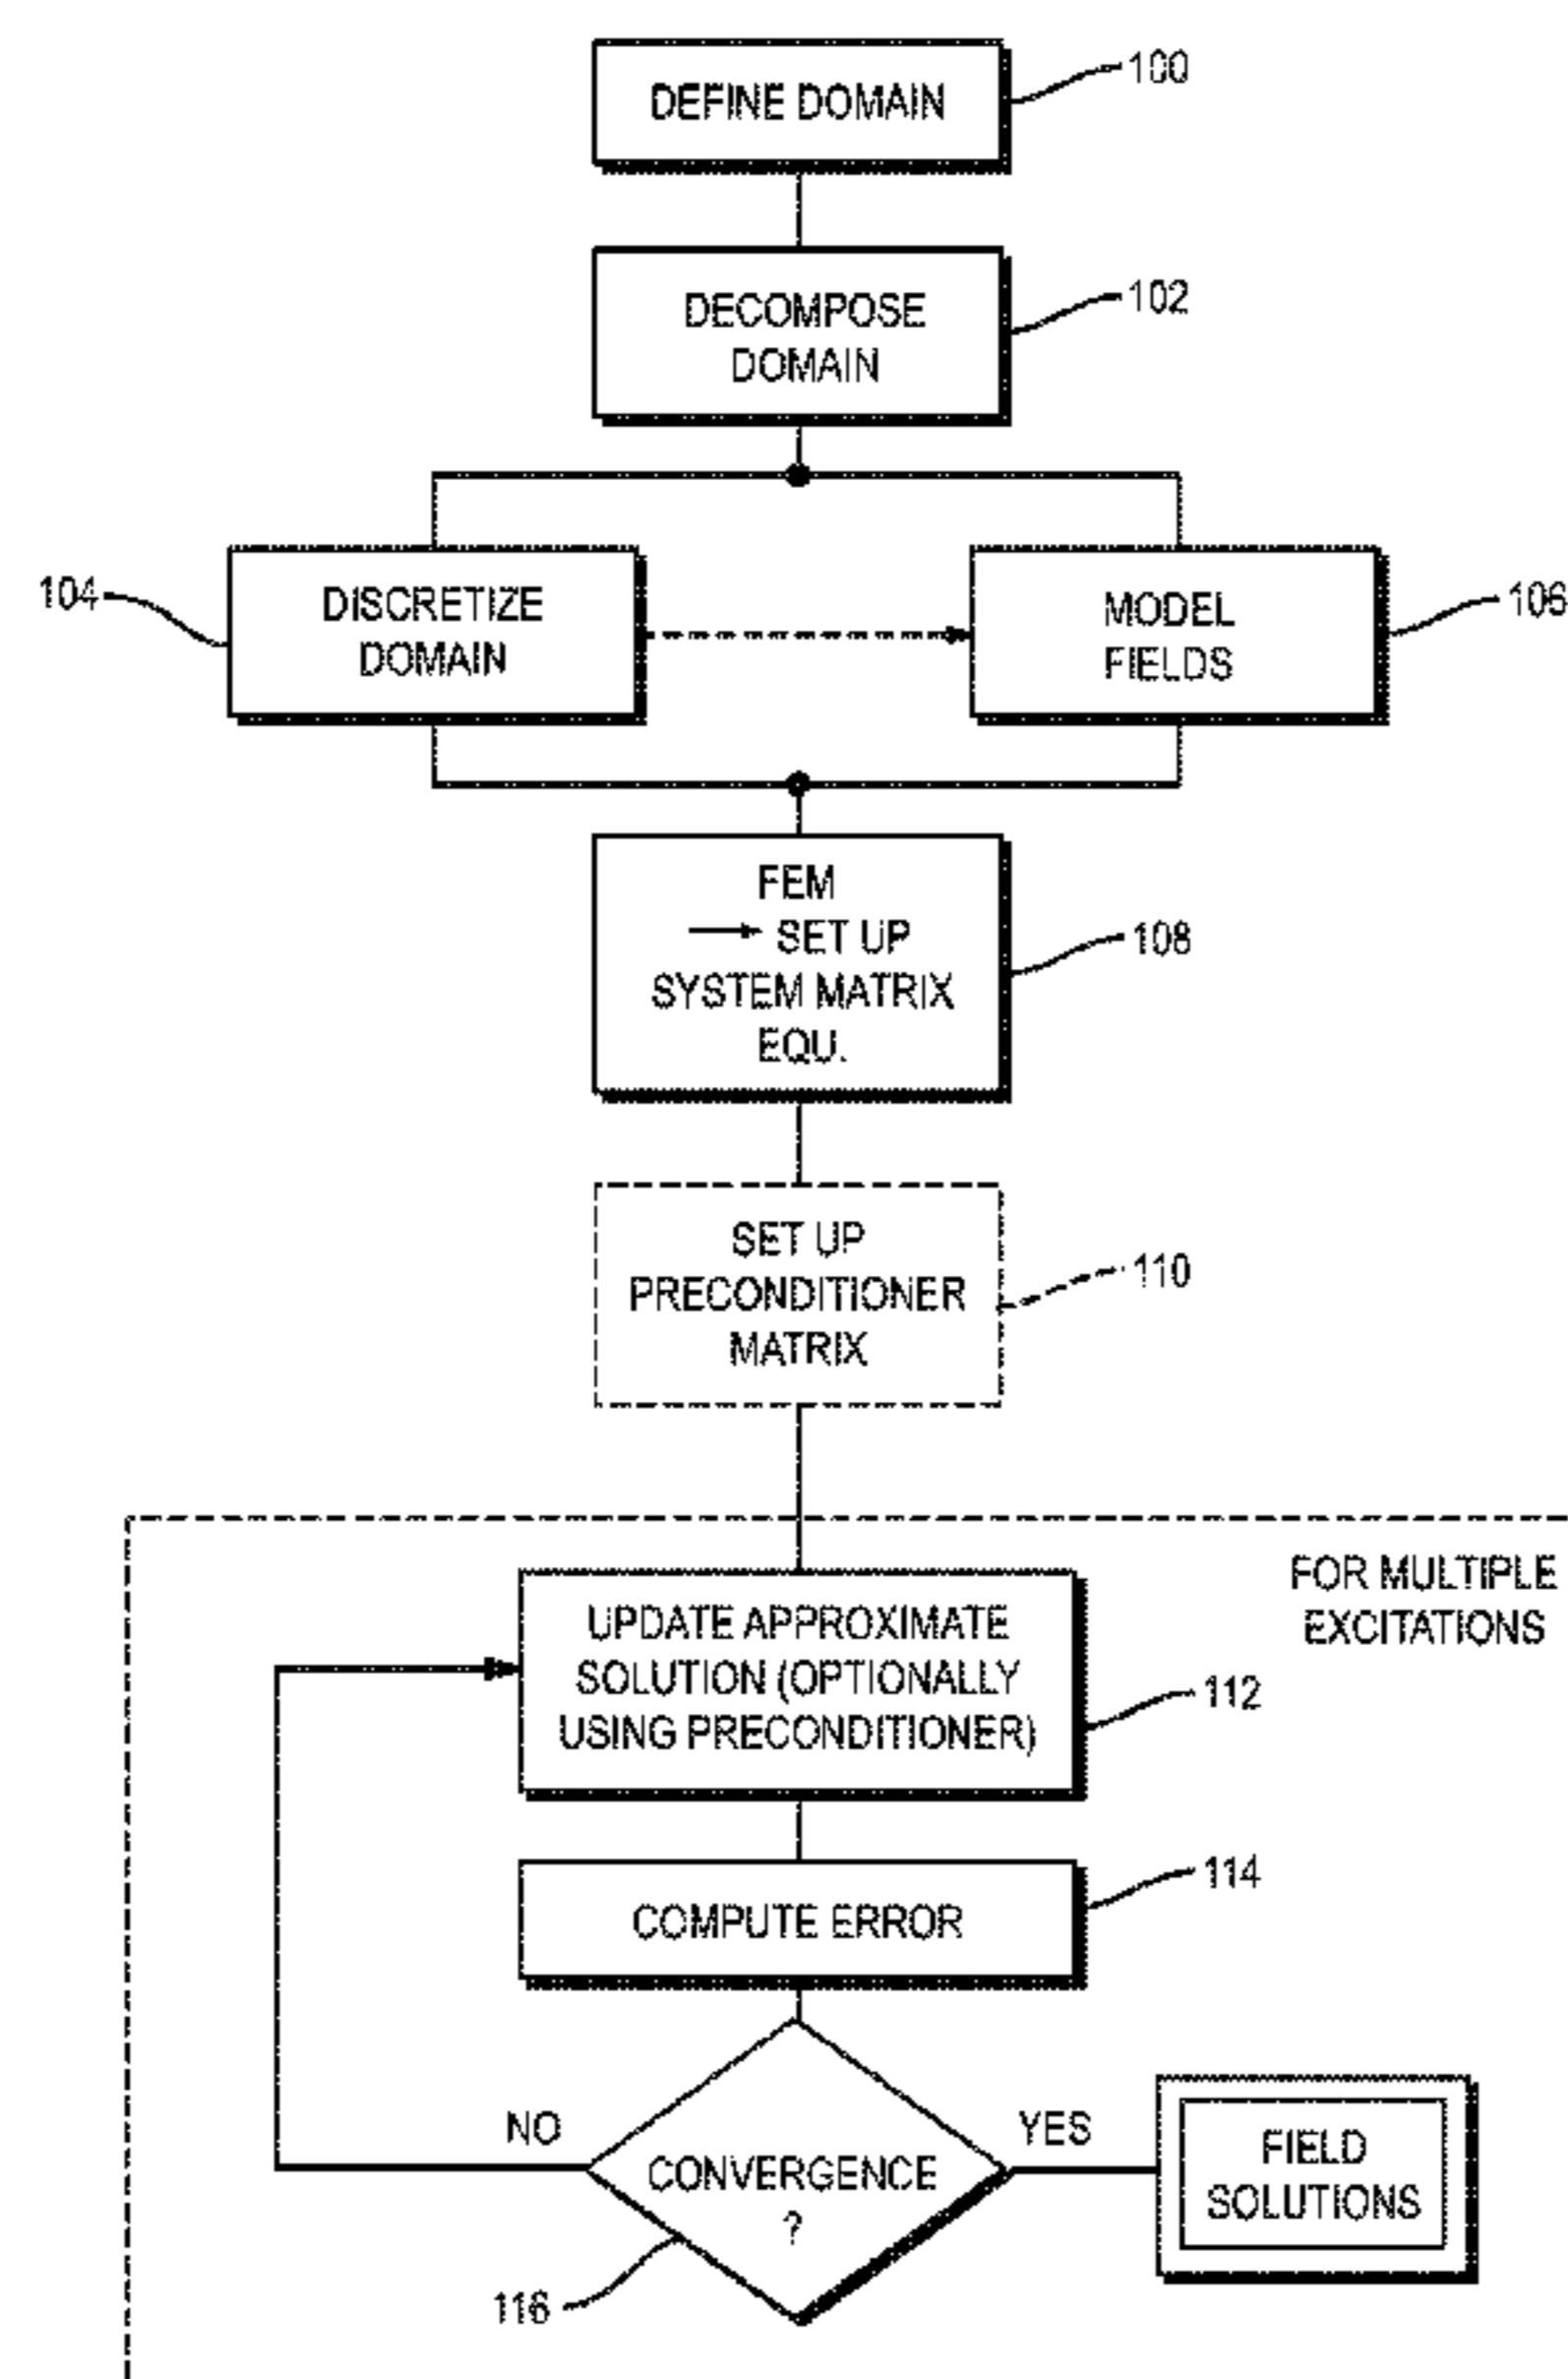 DEFINE DOMAIN
100
DECOMPOSE
DOMAIN
102
104
DISCRETIZE
DOMAIN
MODEL
FIELDS
106
FEM
→ SET UP
SYSTEM MATRIX
EQU.
108
SET UP
PRECONDITIONER
MATRIX
110
FOR MULTIPLE
EXCITATIONS
UPDATE APPROXIMATE
SOLUTION (OPTIONALLY
USING PRECONDITIONER)
112
COMPUTE ERROR
114
NO
CONVERGENCE
?
YES
FIELD
SOLUTIONS
116